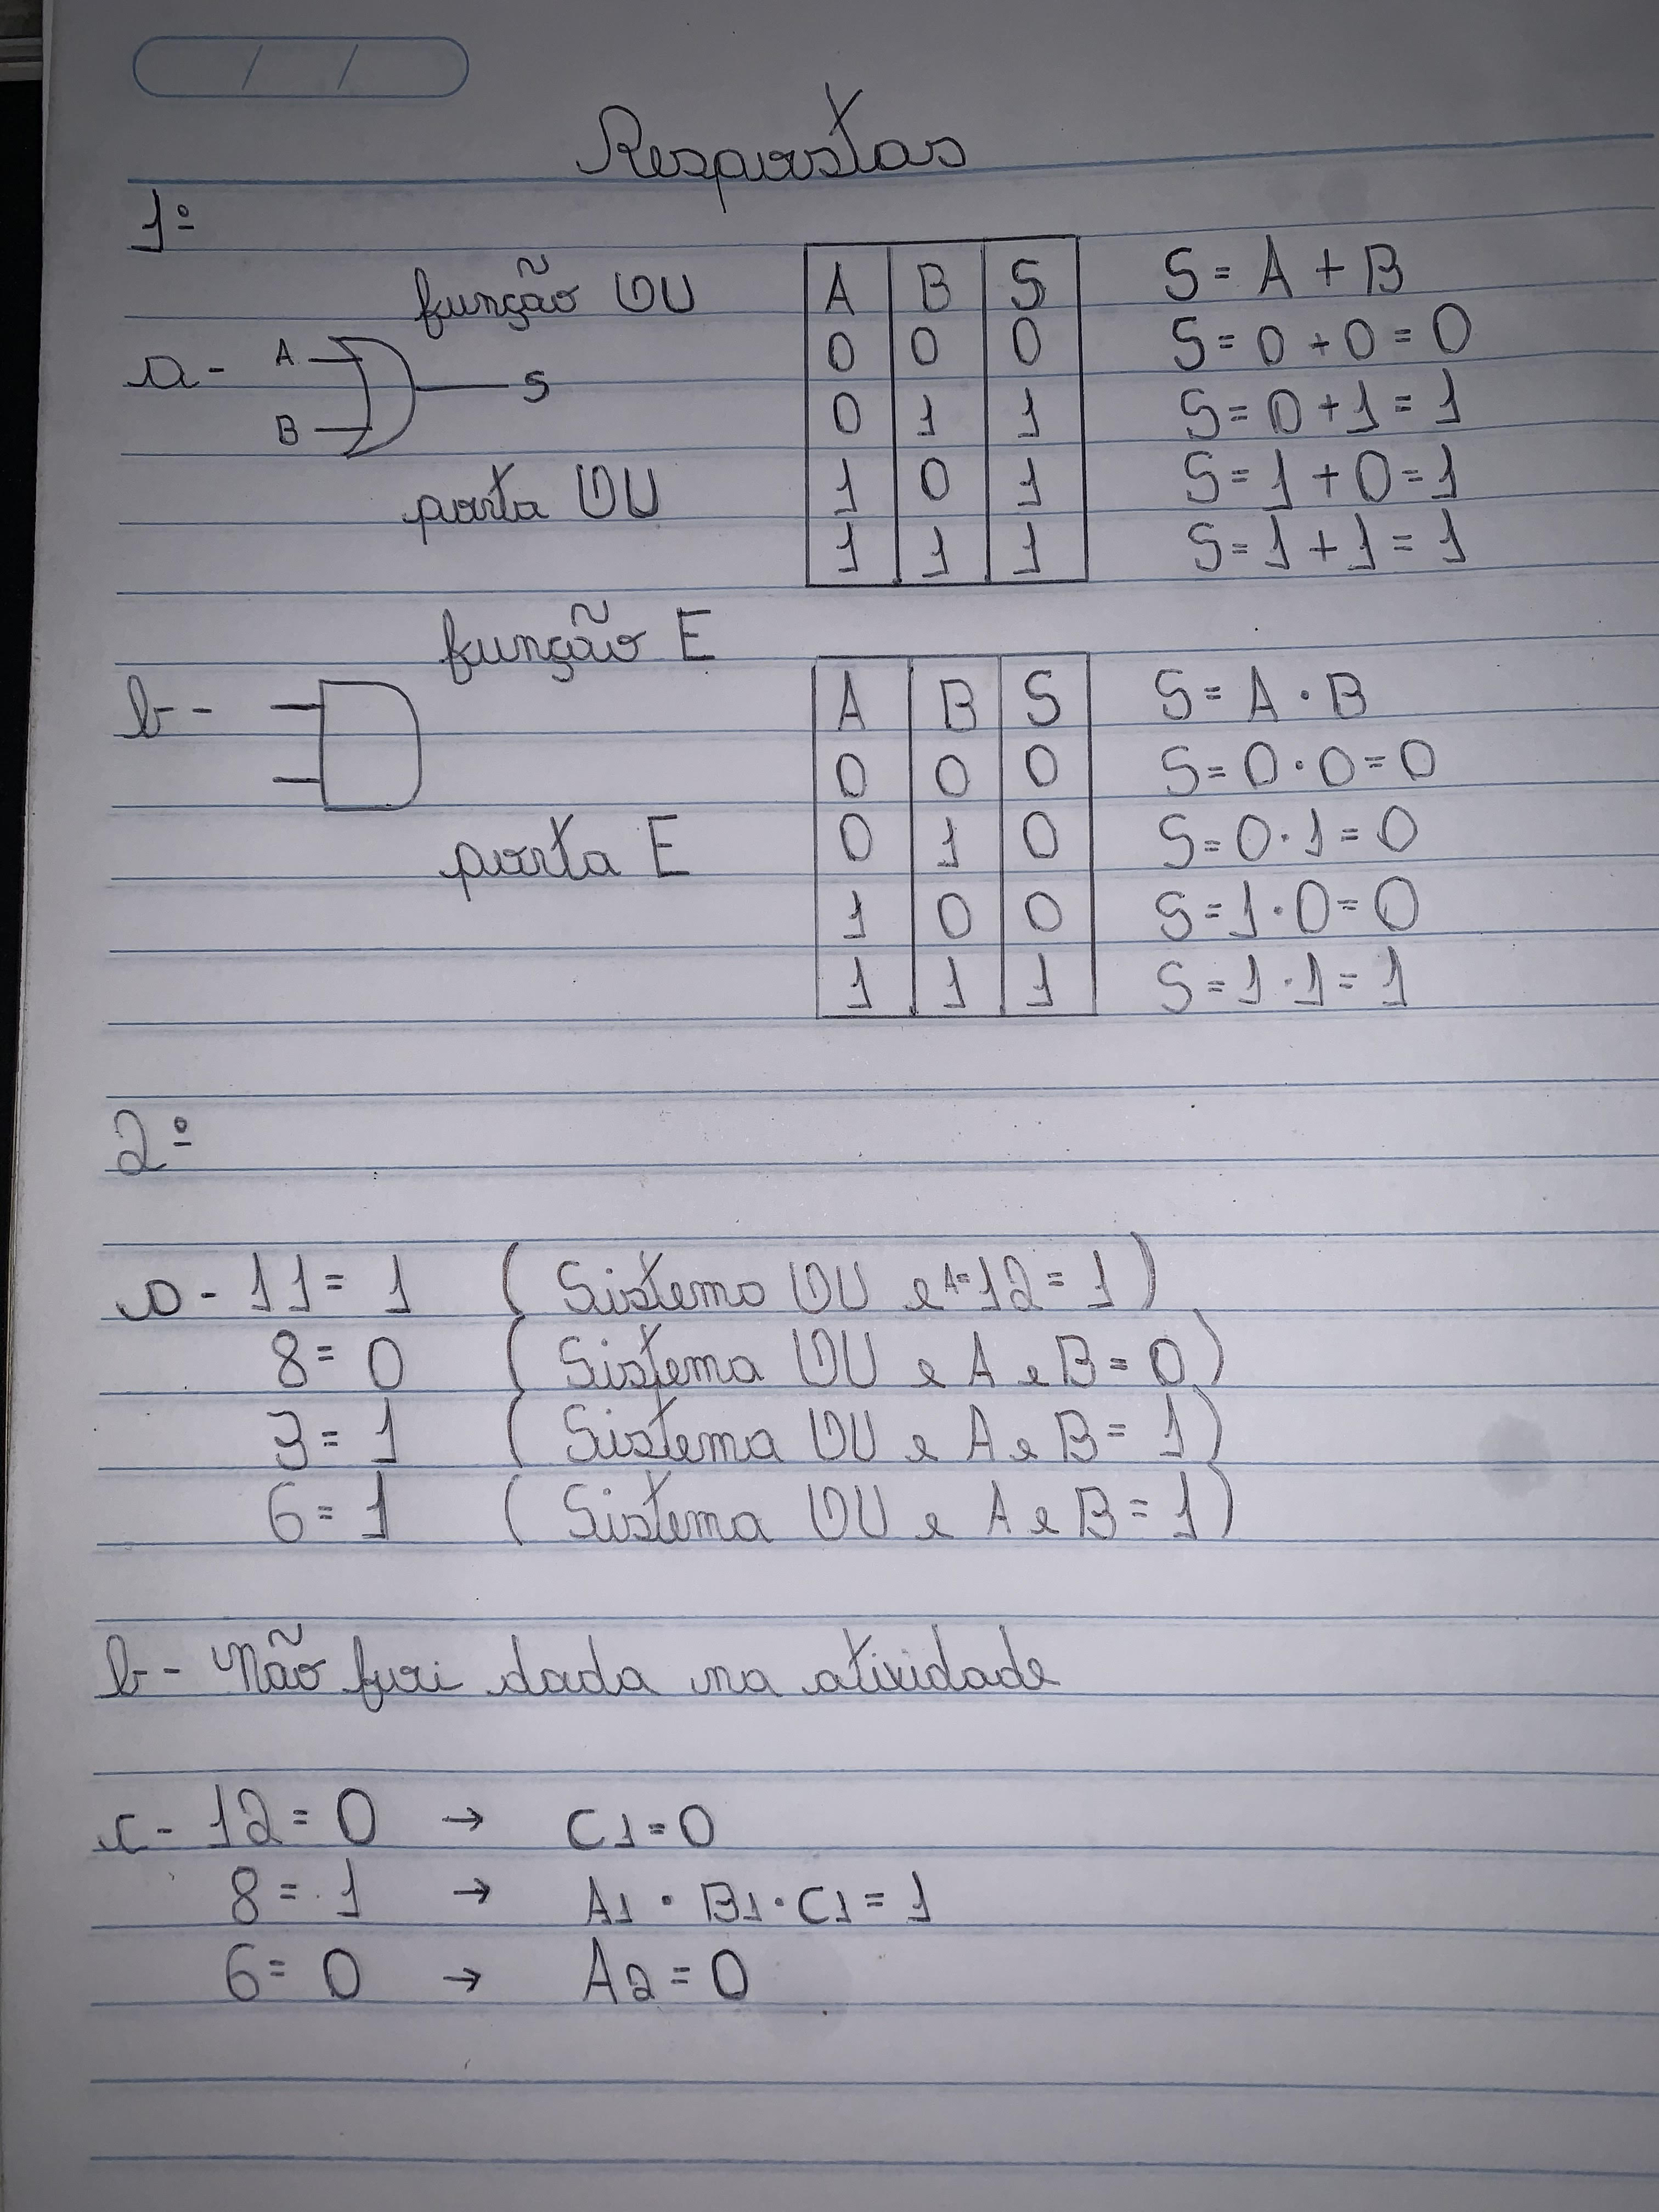 / /
Respostas
1º
função OU
a- A B S
porta OU
A B S
0 0 0
0 1 1
1 0 1
1 1 1
S = A + B
S = 0 + 0 = 0
S = 0 + 1 = 1
S = 1 + 0 = 1
S = 1 + 1 = 1
função E
b-
porta E
A B S
0 0 0
0 1 0
1 0 0
1 1 1
S = A · B
S = 0 · 0 = 0
S = 0 · 1 = 0
S = 1 · 0 = 0
S = 1 · 1 = 1
2º
a - 11 = 1 ( Sistema OU e 12 = 1 )
8 = 0 ( Sistema OU e A e B = 0 )
3 = 1 ( Sistema OU e A e B = 1 )
6 = 1 ( Sistema OU e A e B = 1 )
b - Não foi dada na atividade
c - 12 = 0 → C1 = 0
8 = 1 → A1 · B1 · C1 = 1
6 = 0 → A2 = 0